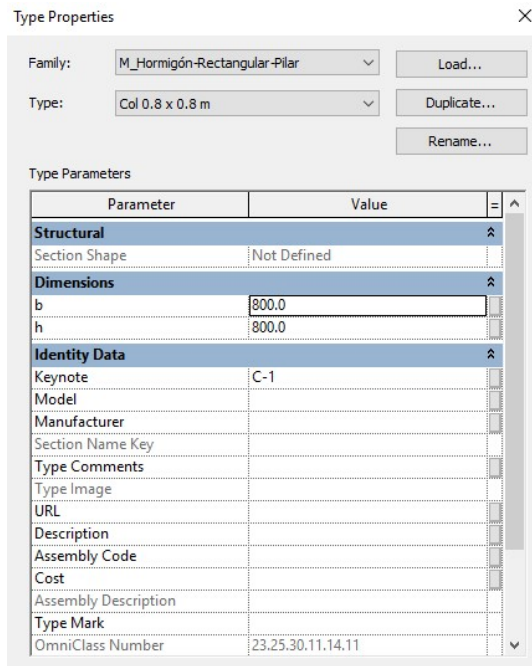 Type Properties
Family: M_Hormigón-Rectangular-Pilar Load...
Type: Col 0.8 x 0.8 m Duplicate...
Rename...
Type Parameters
Parameter Value =
Structural
Section Shape Not Defined
Dimensions
b 800.0
h 800.0
Identity Data
Keynote C-1
Model
Manufacturer
Section Name Key
Type Comments
Type Image
URL
Description
Assembly Code
Cost
Assembly Description
Type Mark
OmniClass Number 23.25.30.11.14.11